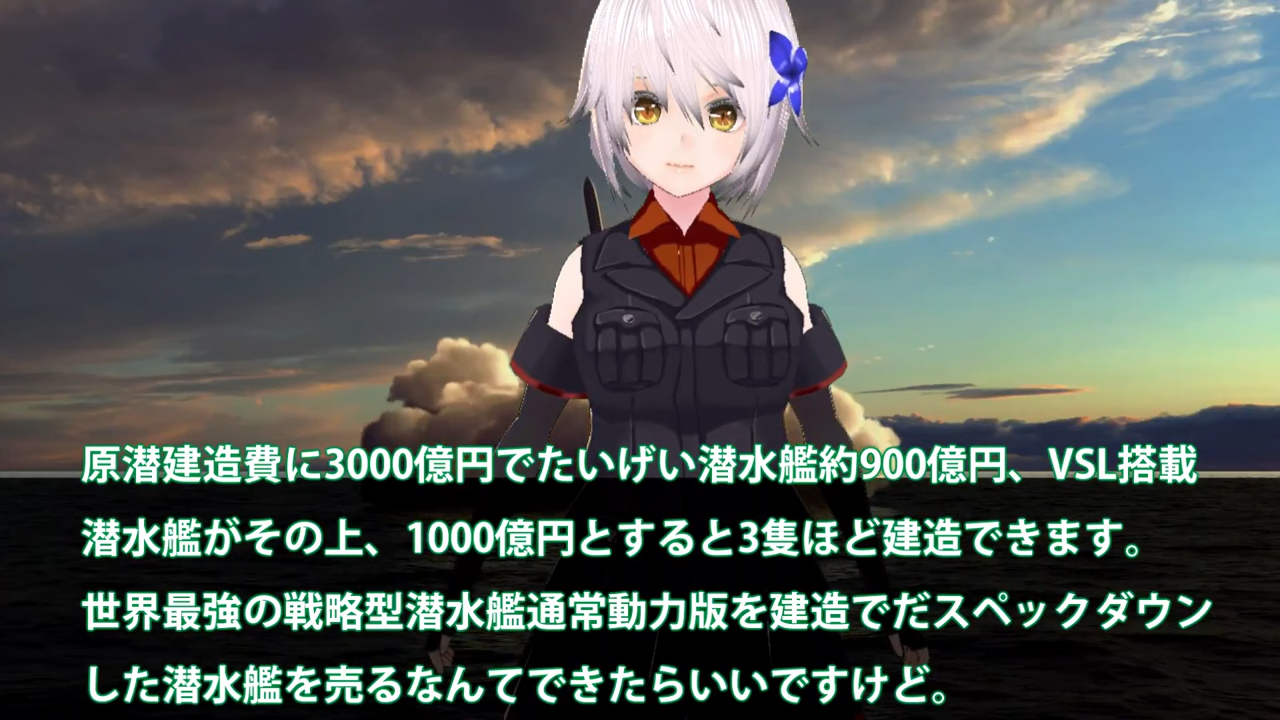 原潜建造費に3000億円でたいげい潜水艦約900億円、VSL搭載
潜水艦がその上、1000億円とすると3隻ほど建造できます。
世界最強の戦略型潜水艦通常動力版を建造でだスペックダウン
した潜水艦を売るなんてできたらいいですけど。